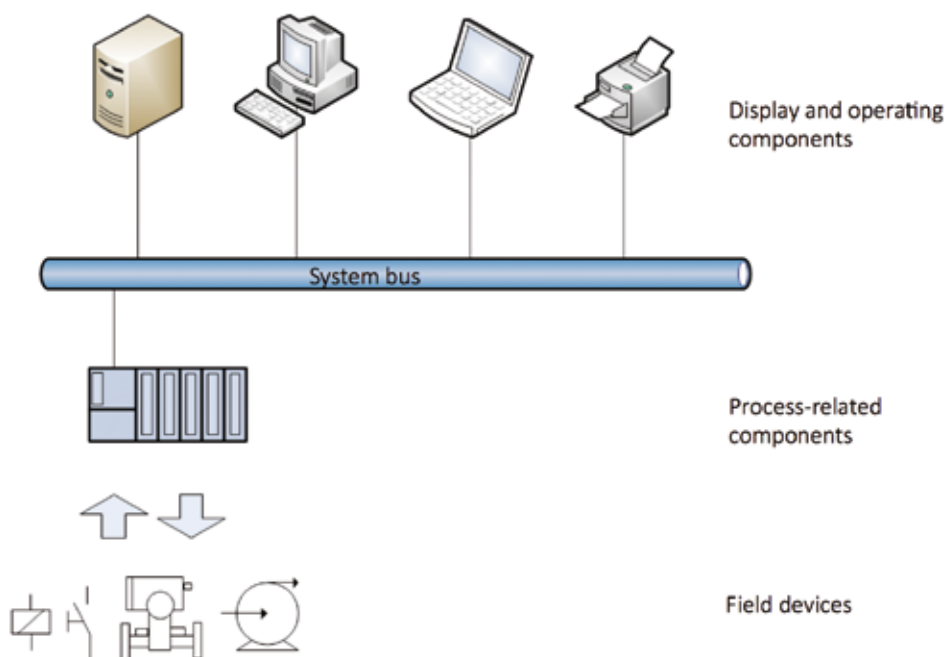 Display and operating
components
System bus
Process-related
components
Field devices